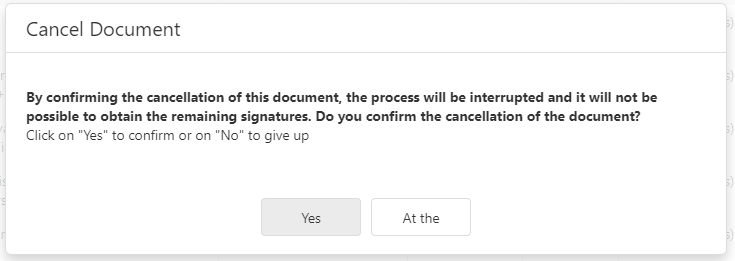 Cancel Document
By confirming the cancellation of this document, the process will be interrupted and it will not be
possible to obtain the remaining signatures. Do you confirm the cancellation of the document?
Click on "Yes" to confirm or on "No" to give up
Yes
At the